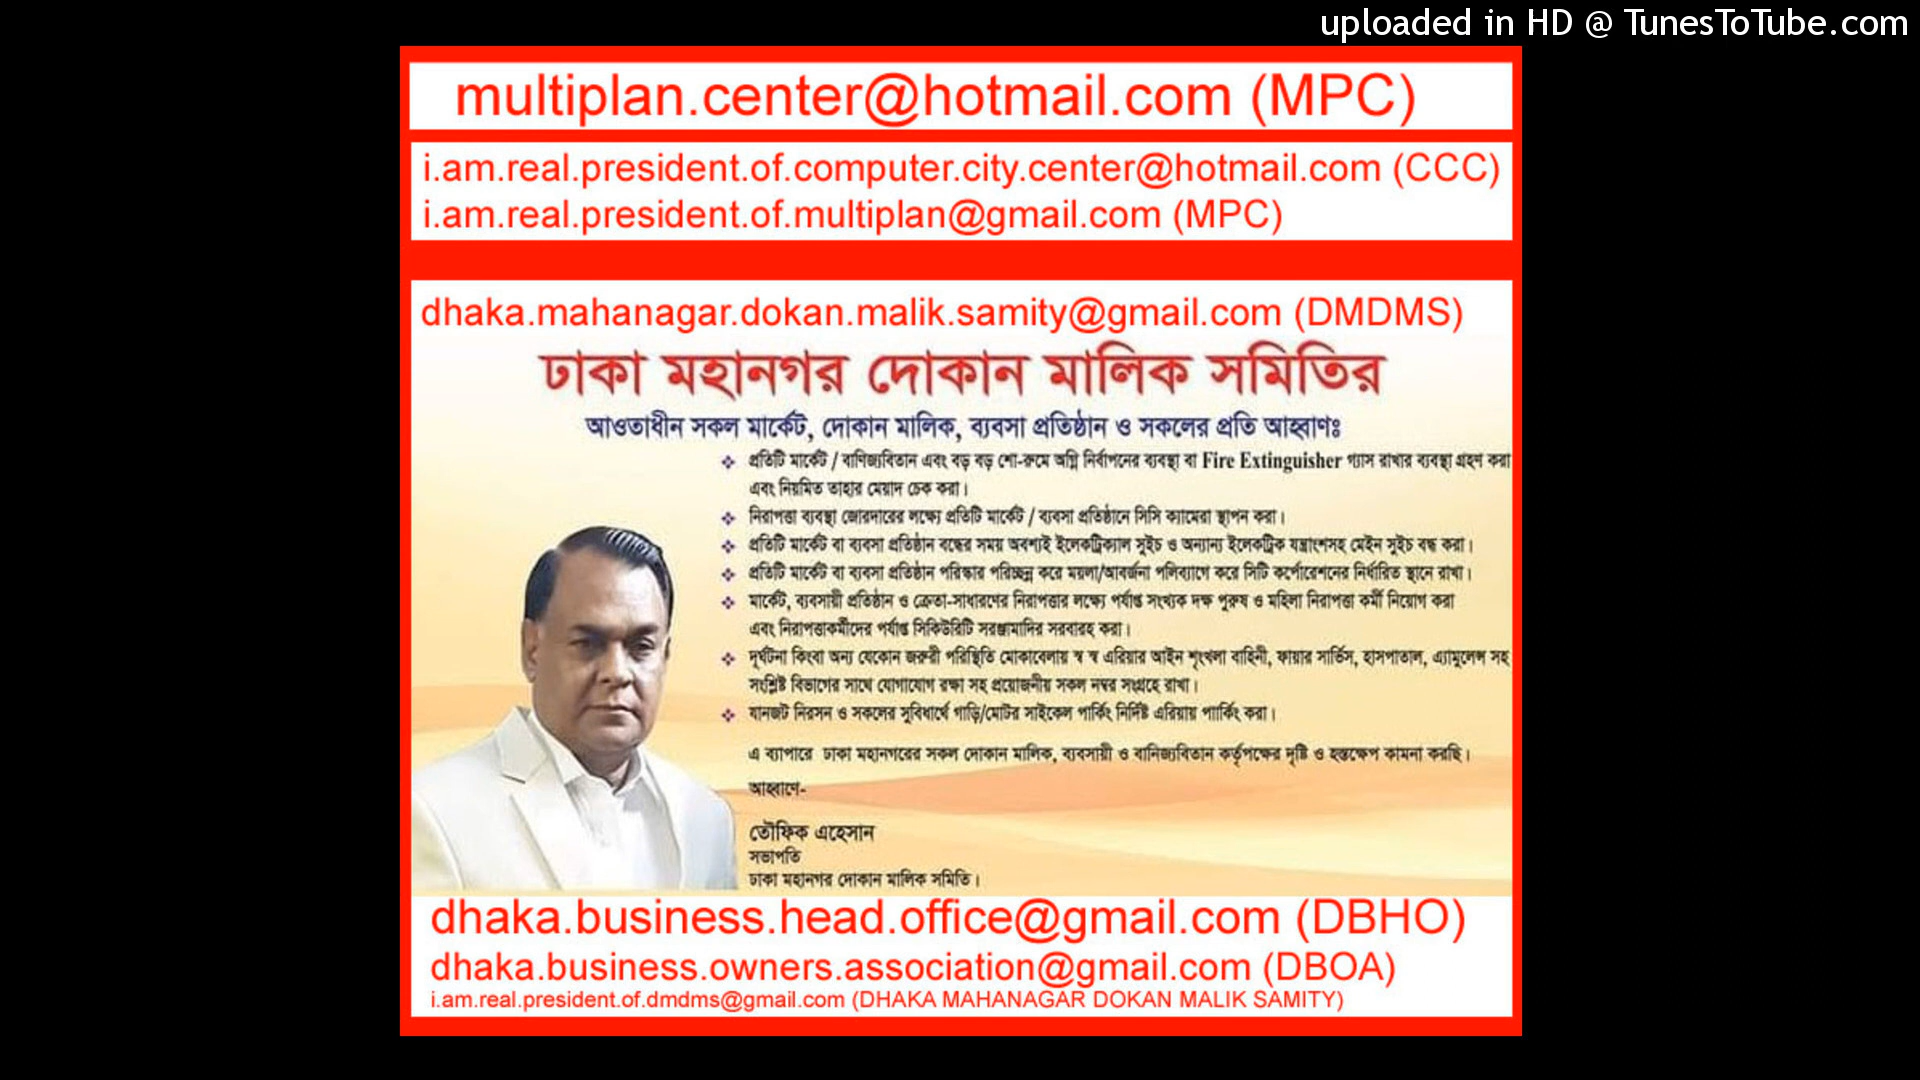 uploaded in HD @ TunesToTube.com
multiplan.center@hotmail.com (MPC)
i.am.real.president.of.computer.city.center@hotmail.com (CCC)
i.am.real.president.of.multiplan@gmail.com (MPC)
dhaka.mahanagar.dokan.malik.samity@gmail.com (DMDMS)
ঢাকা মহানগর দোকান মালিক সমিতির
আওতাধীন সকল মার্কেট, দোকান মালিক, ব্যবসা প্রতিষ্ঠান ও সকলের প্রতি আহ্বাণঃ
❖ প্রতিটি মার্কেট / বাণিজ্যবিতান এবং বড় বড় শো-রুমে অগ্নি নির্বাপনের ব্যবস্থা বা Fire Extinguisher গ্যাস রাখার ব্যবস্থা গ্রহণ করা
এবং নিয়মিত তাহার মেয়াদ চেক করা।
❖ নিরাপত্তা ব্যবস্থা জোরদারের লক্ষ্যে প্রতিটি মার্কেট / ব্যবসা প্রতিষ্ঠানে সিসি ক্যামেরা স্থাপন করা।
❖ প্রতিটি মার্কেট বা ব্যবসা প্রতিষ্ঠান বন্ধের সময় অবশ্যই ইলেকট্রিক্যাল সুইচ ও অন্যান্য ইলেকট্রিক যন্ত্রাংশসহ মেইন সুইচ বন্ধ করা।
❖ প্রতিটি মার্কেট বা ব্যবসা প্রতিষ্ঠান পরিস্কার পরিচ্ছন্ন করে ময়লা/আবর্জনা পলিব্যাগে করে সিটি কর্পোরেশনের নির্ধারিত স্থানে রাখা।
❖ মার্কেট, ব্যবসায়ী প্রতিষ্ঠান ও ক্রেতা-সাধারণের নিরাপত্তার লক্ষ্যে পর্যাপ্ত সংখ্যক দক্ষ পুরুষ ও মহিলা নিরাপত্তা কর্মী নিয়োগ করা
এবং নিরাপত্তাকর্মীদের পর্যাপ্ত সিকিউরিটি সরঞ্জামাদির সরবারহ করা।
❖ দূর্ঘটনা কিংবা অন্য যেকোন জরুরী পরিস্থিতি মোকাবেলায় স্ব স্ব এরিয়ার আইন শৃংখলা বাহিনী, ফায়ার সার্ভিস, হাসপাতাল, এ্যামুলেন্স সহ
সংশ্লিষ্ট বিভাগের সাথে যোগাযোগ রক্ষা সহ প্রয়োজনীয় সকল নম্বর সংগ্রহে রাখা।
❖ যানজট নিরসন ও সকলের সুবিধার্থে গাড়ি/মোটর সাইকেল পার্কিং নির্দিষ্ট এরিয়ায় পার্কিং করা।
এ ব্যাপারে ঢাকা মহানগরের সকল দোকান মালিক, ব্যবসায়ী ও বানিজ্যবিতান কর্তৃপক্ষের দৃষ্টি ও হস্তক্ষেপ কামনা করছি।
আহ্বাণে-
তৌফিক এহেসান
সভাপতি
ঢাকা মহানগর দোকান মালিক সমিতি।
dhaka.business.head.office@gmail.com (DBHO)
dhaka.business.owners.association@gmail.com (DBOA)
i.am.real.president.of.dmdms@gmail.com (DHAKA MAHANAGAR DOKAN MALIK SAMITY)